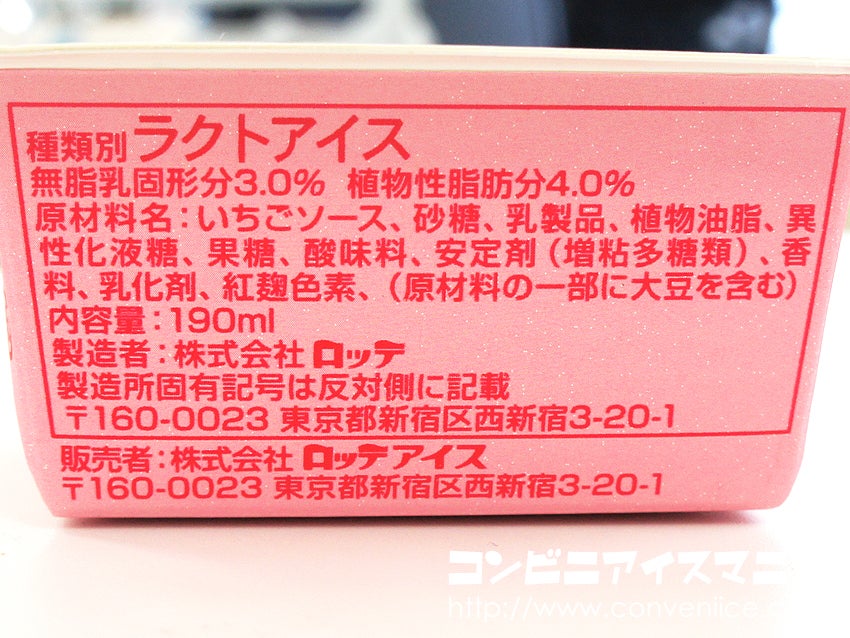 種類別 ラクトアイス
無脂乳固形分3.0% 植物性脂肪分4.0%
原材料名：いちごソース、砂糖、乳製品、植物油脂、異
性化液糖、果糖、酸味料、安定剤（増粘多糖類）、香
料、乳化剤、紅麹色素、（原材料の一部に大豆を含む）
内容量：190ml
製造者：株式会社 ロッテ
製造所固有記号は反対側に記載
〒160-0023 東京都新宿区西新宿3-20-1
販売者：株式会社 ロッテアイス
〒160-0023 東京都新宿区西新宿3-20-1
コンビニアイスマニ
http://www.conveniice.c